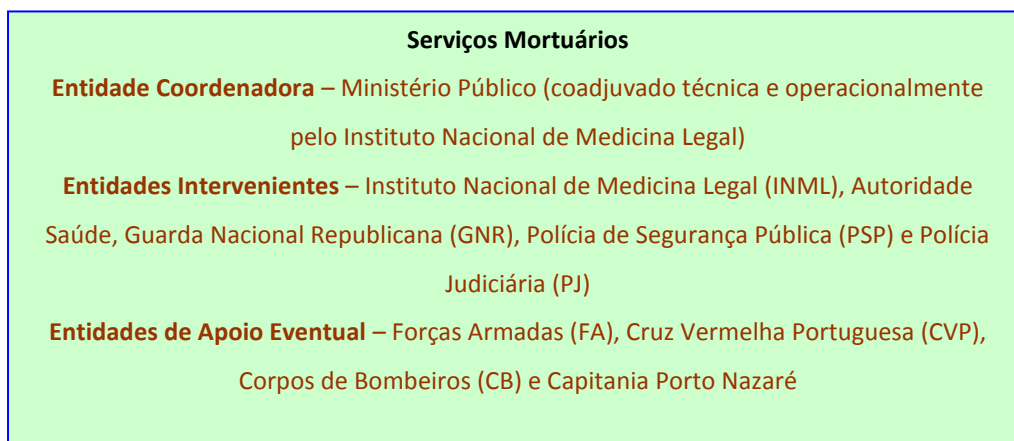 Serviços Mortuários
Entidade Coordenadora – Ministério Público (coadjuvado técnica e operacionalmente
pelo Instituto Nacional de Medicina Legal)
Entidades Intervenientes – Instituto Nacional de Medicina Legal (INML), Autoridade
Saúde, Guarda Nacional Republicana (GNR), Polícia de Segurança Pública (PSP) e Polícia
Judiciária (PJ)
Entidades de Apoio Eventual – Forças Armadas (FA), Cruz Vermelha Portuguesa (CVP),
Corpos de Bombeiros (CB) e Capitania Porto Nazaré